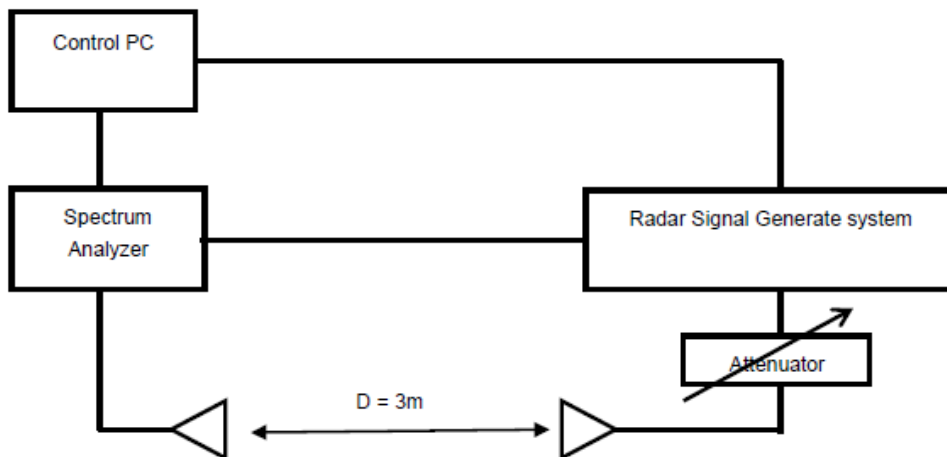 Control PC
Spectrum
Analyzer
Radar Signal Generate system
Attenuator
D = 3m